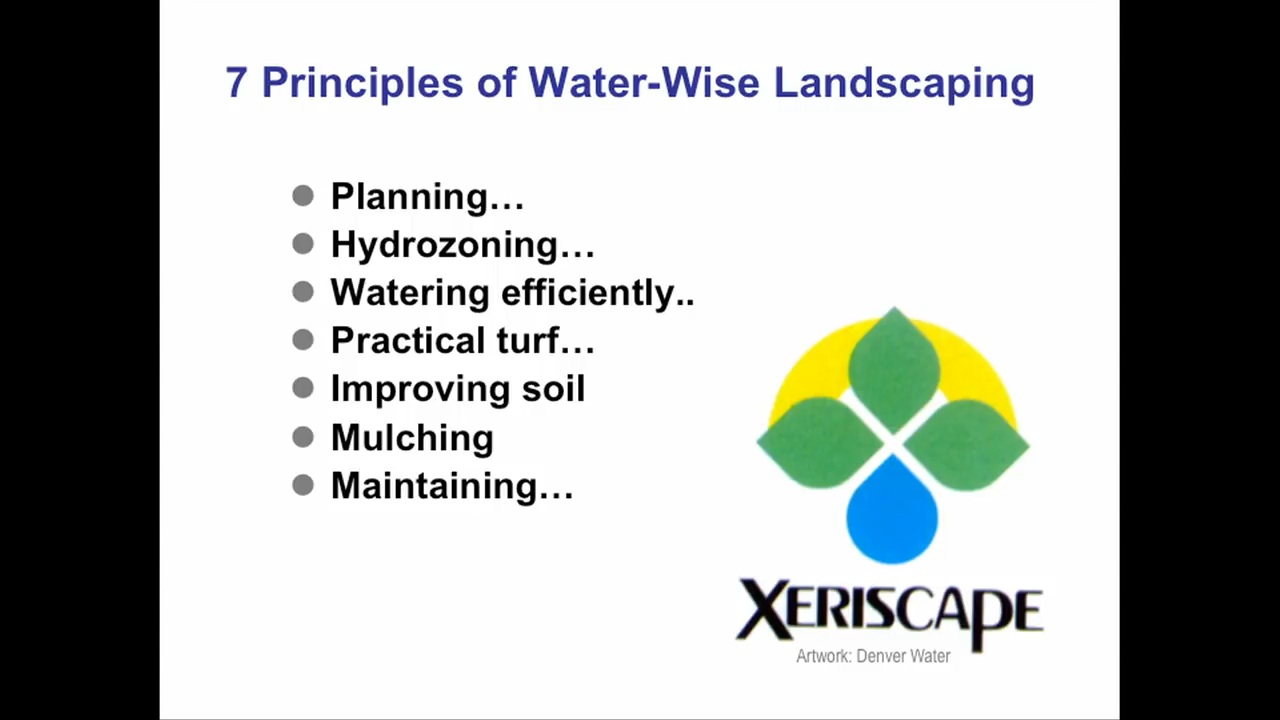 7 Principles of Water-Wise Landscaping
Planning…
Hydrozoning…
Watering efficiently..
Practical turf…
Improving soil
Mulching
Maintaining…
XERISCAPE
Artwork: Denver Water